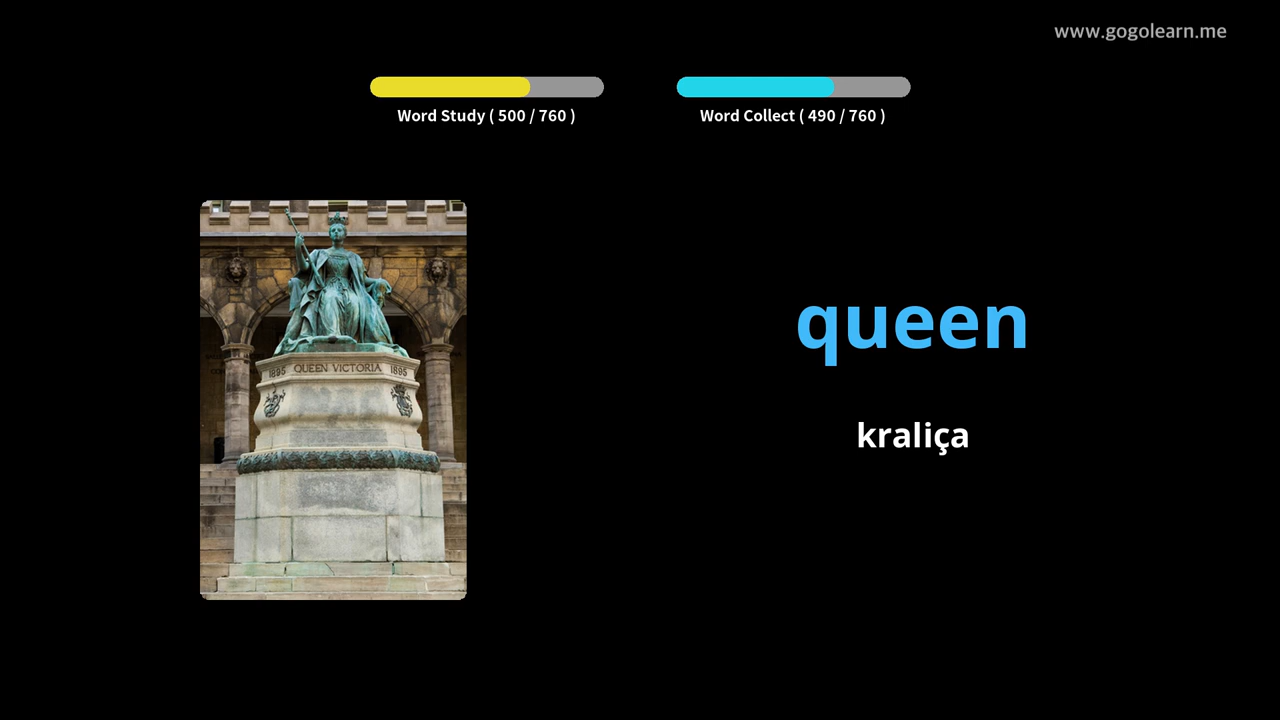 www.gogolearn.me
Word Study ( 500 / 760 )
Word Collect ( 490 / 760 )
1895 QUEEN VICTORIA 1895
queen
kraliça